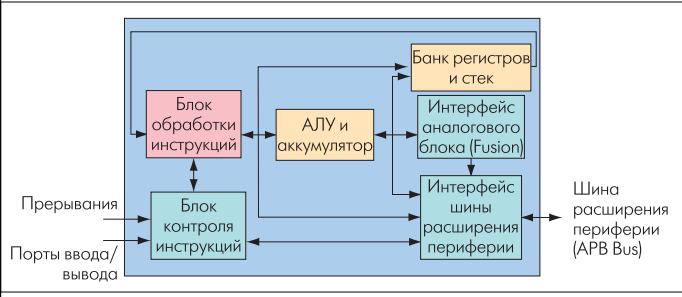 Банк регистров
и стек
Блок
обработки
инструкций
АЛУ и
аккумулятор
Интерфейс
аналогового
блока (Fusion)
Прерывания
Порты ввода/
вывода
Блок
контроля
инструкций
Интерфейс
шины
расширения
периферии
Шина
расширения
периферии
(APB Bus)